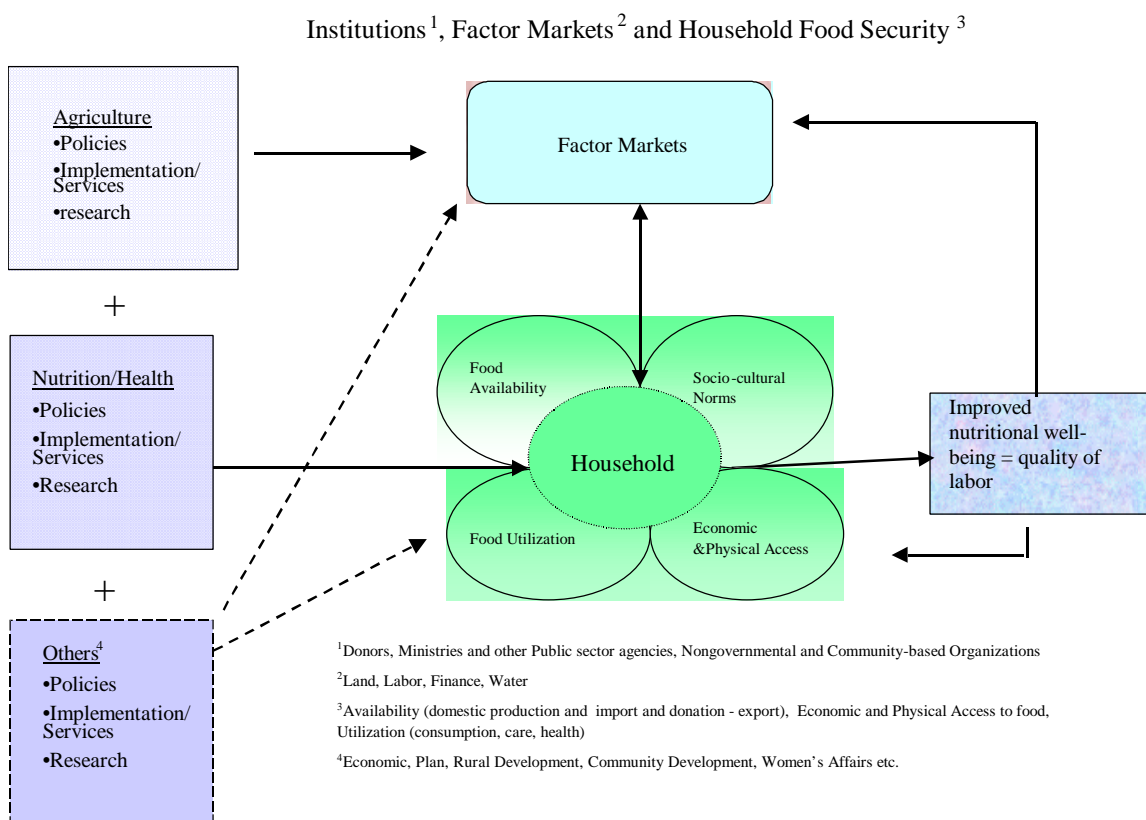 Institutions¹, Factor Markets² and Household Food Security ³
Agriculture
•Policies
•Implementation/
Services
•research
+
Nutrition/Health
•Policies
•Implementation/
Services
•Research
+
Others⁴
•Policies
•Implementation/
Services
•Research
Factor Markets
Food
Availability
Socio-cultural
Norms
Household
Food Utilization
Economic
&Physical Access
Improved
nutritional well-
being = quality of
labor
¹Donors, Ministries and other Public sector agencies, Nongovernmental and Community-based Organizations
²Land, Labor, Finance, Water
³Availability (domestic production and import and donation - export), Economic and Physical Access to food,
Utilization (consumption, care, health)
⁴Economic, Plan, Rural Development, Community Development, Women’s Affairs etc.